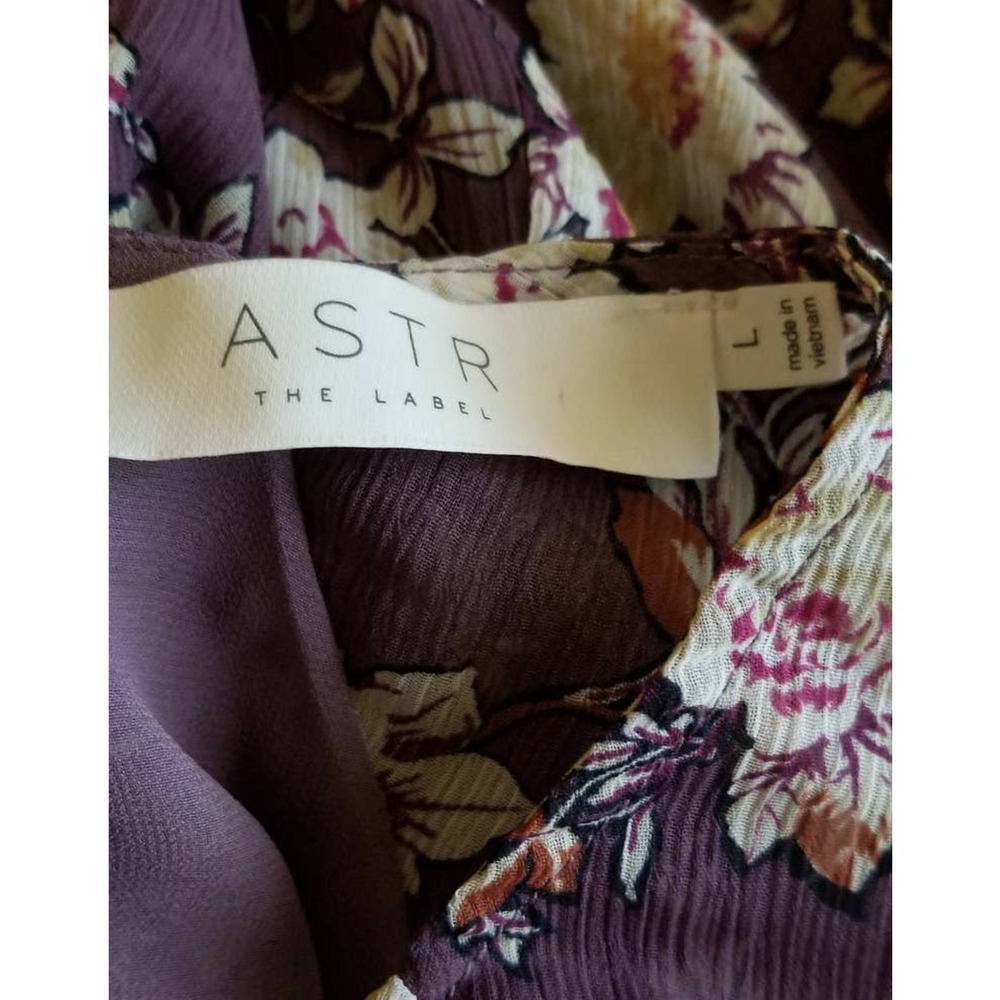 ASTR
THE LABEL
L
made in
vietnam